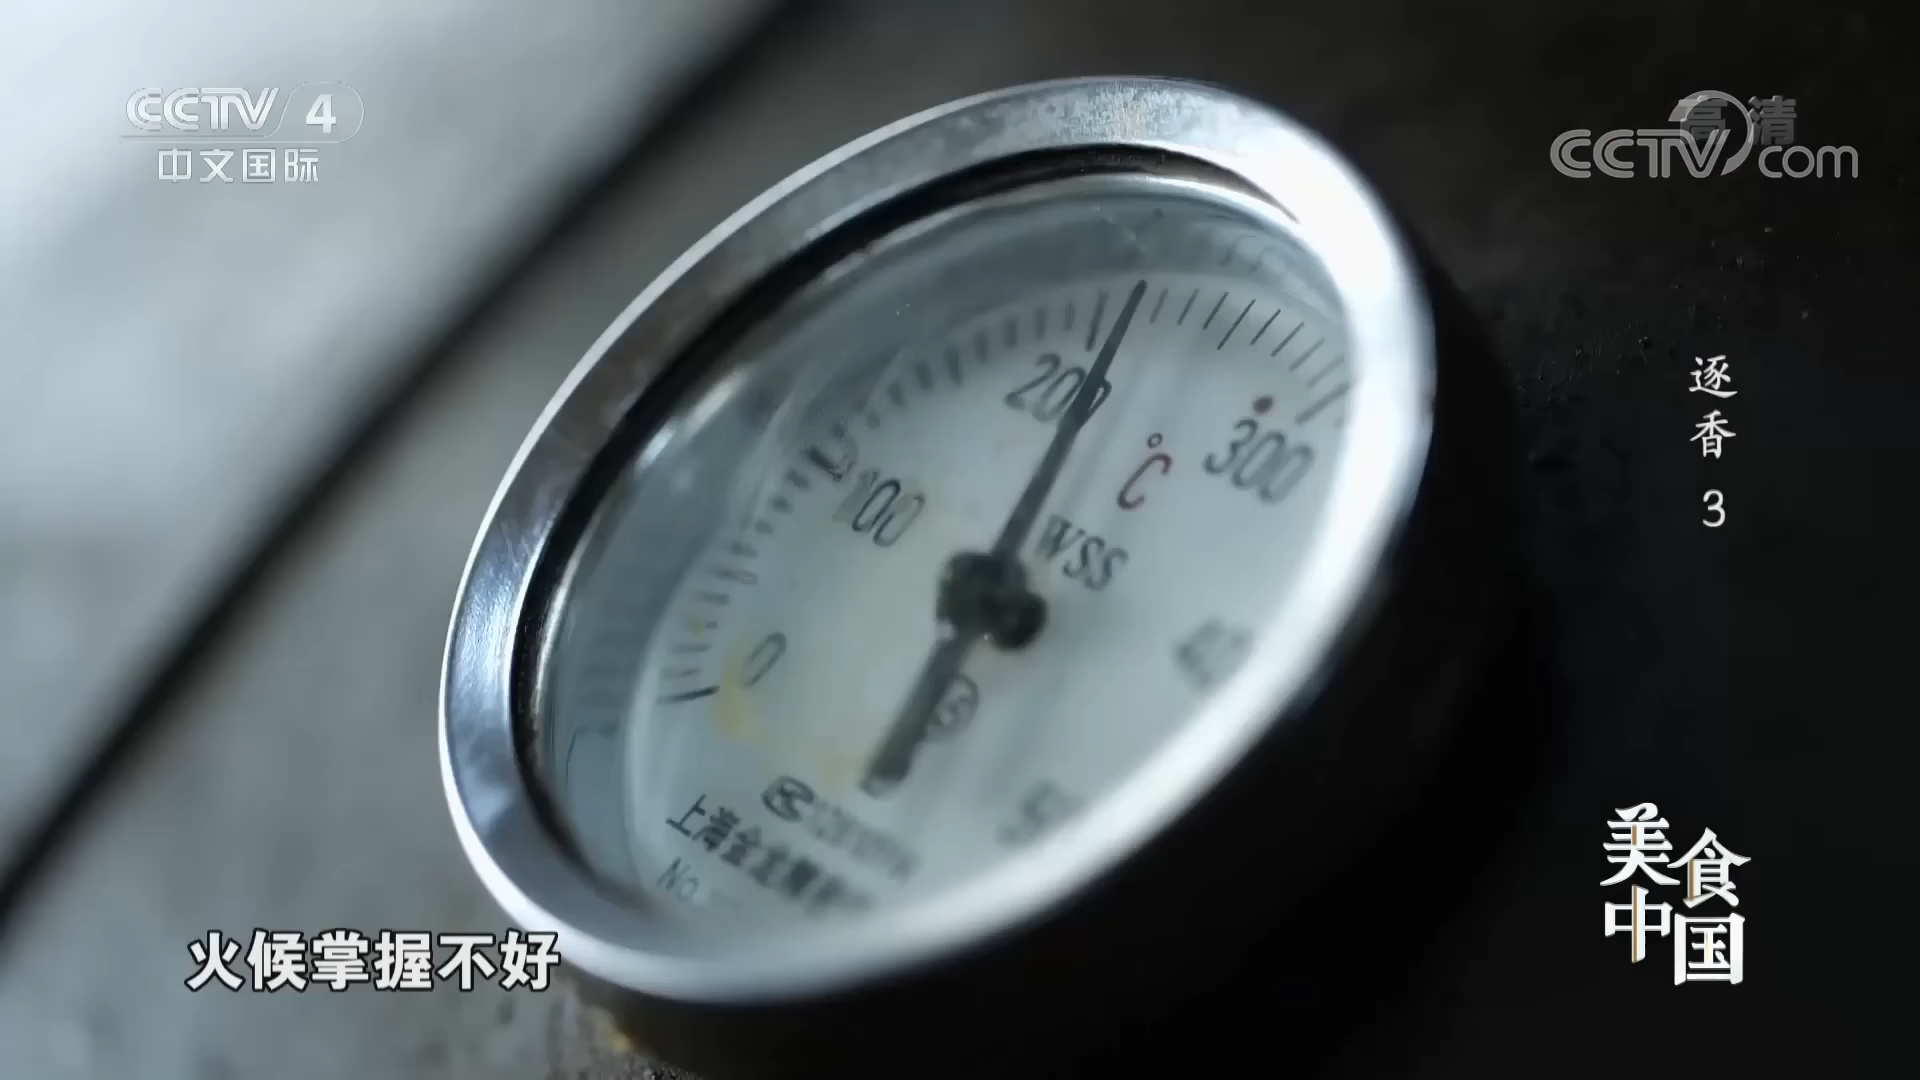 CCTV 4
中文国际
高清
CCTV com
逐香 3
200
300
100
℃
WSS
0
上海
No.
美食中国
火候掌握不好